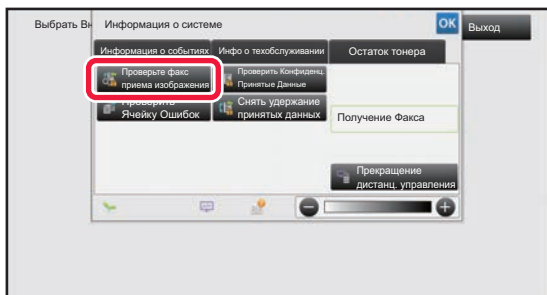 Выбрать Вн
Информация о системе
OK
Выход
Информация о событиях
Инфо о техобслуживании
Остаток тонера
Проверьте факс
приема изображения
Проверить Конфиденц.
Принятые Данные
Проверить
Ячейку Ошибок
Снять удержание
принятых данных
Получение Факса
Прекращение
дистанц. управления